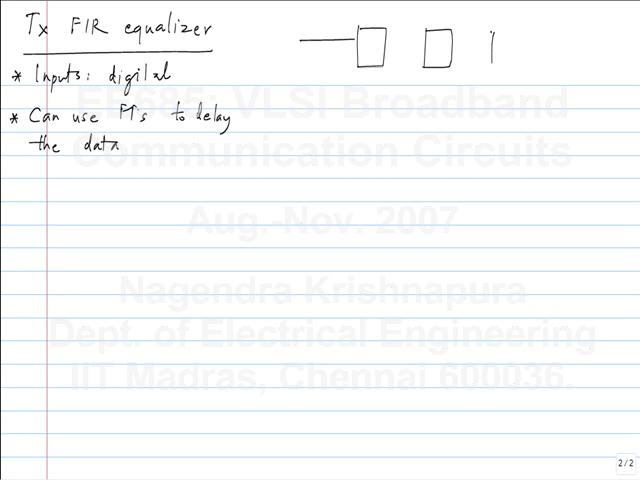 Tx FIR equalizer
* Inputs: digital
* Can use FF's to delay
the data
EE685: VLSI Broadband
Communication Circuits
Aug.-Nov. 2007
Nagendra Krishnapura
Dept. of Electrical Engineering
IIT Madras, Chennai 600036.
2/2